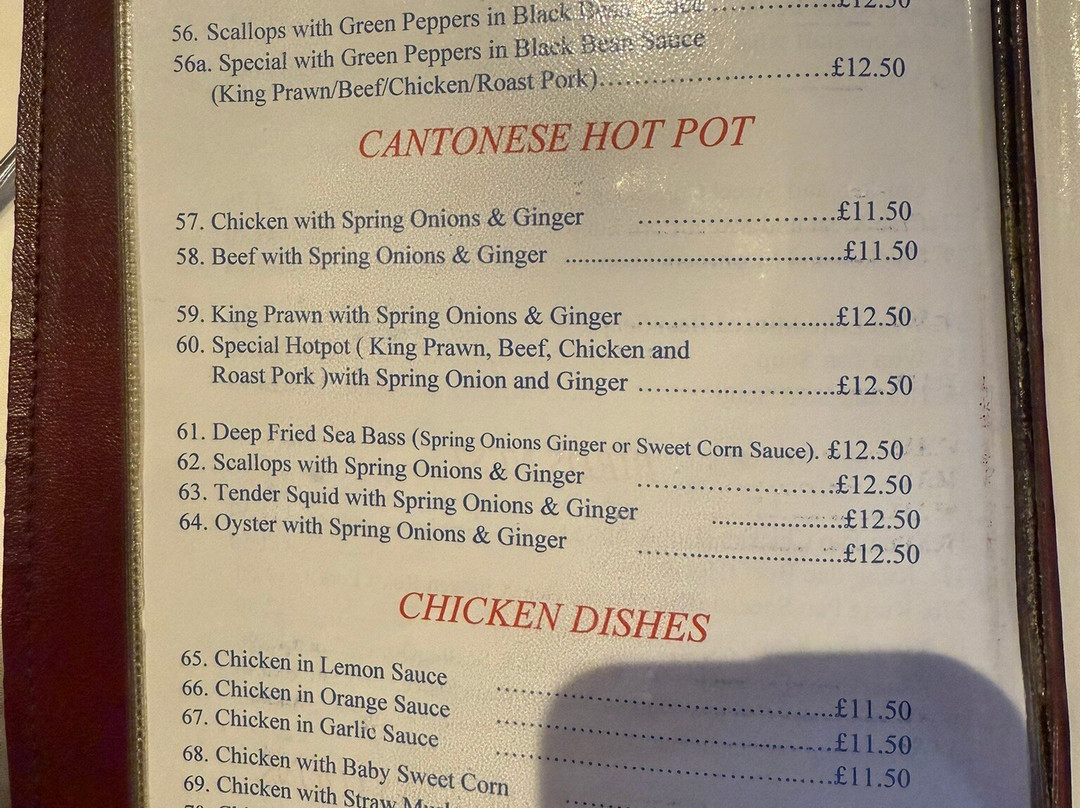 56. Scallops with Green Peppers in Black Bean Sauce ..................£12.50
56a. Special with Green Peppers in Black Bean Sauce
(King Prawn/Beef/Chicken/Roast Pork)............................£12.50
CANTONESE HOT POT
57. Chicken with Spring Onions & Ginger ........................£11.50
58. Beef with Spring Onions & Ginger ........................................£11.50
59. King Prawn with Spring Onions & Ginger ........................£12.50
60. Special Hotpot ( King Prawn, Beef, Chicken and
Roast Pork )with Spring Onion and Ginger ........................£12.50
61. Deep Fried Sea Bass (Spring Onions Ginger or Sweet Corn Sauce). £12.50
62. Scallops with Spring Onions & Ginger ........................£12.50
63. Tender Squid with Spring Onions & Ginger ........................£12.50
64. Oyster with Spring Onions & Ginger ........................£12.50
CHICKEN DISHES
65. Chicken in Lemon Sauce ........................................£11.50
66. Chicken in Orange Sauce ........................................£11.50
67. Chicken in Garlic Sauce ........................................£11.50
68. Chicken with Baby Sweet Corn
69. Chicken with Straw